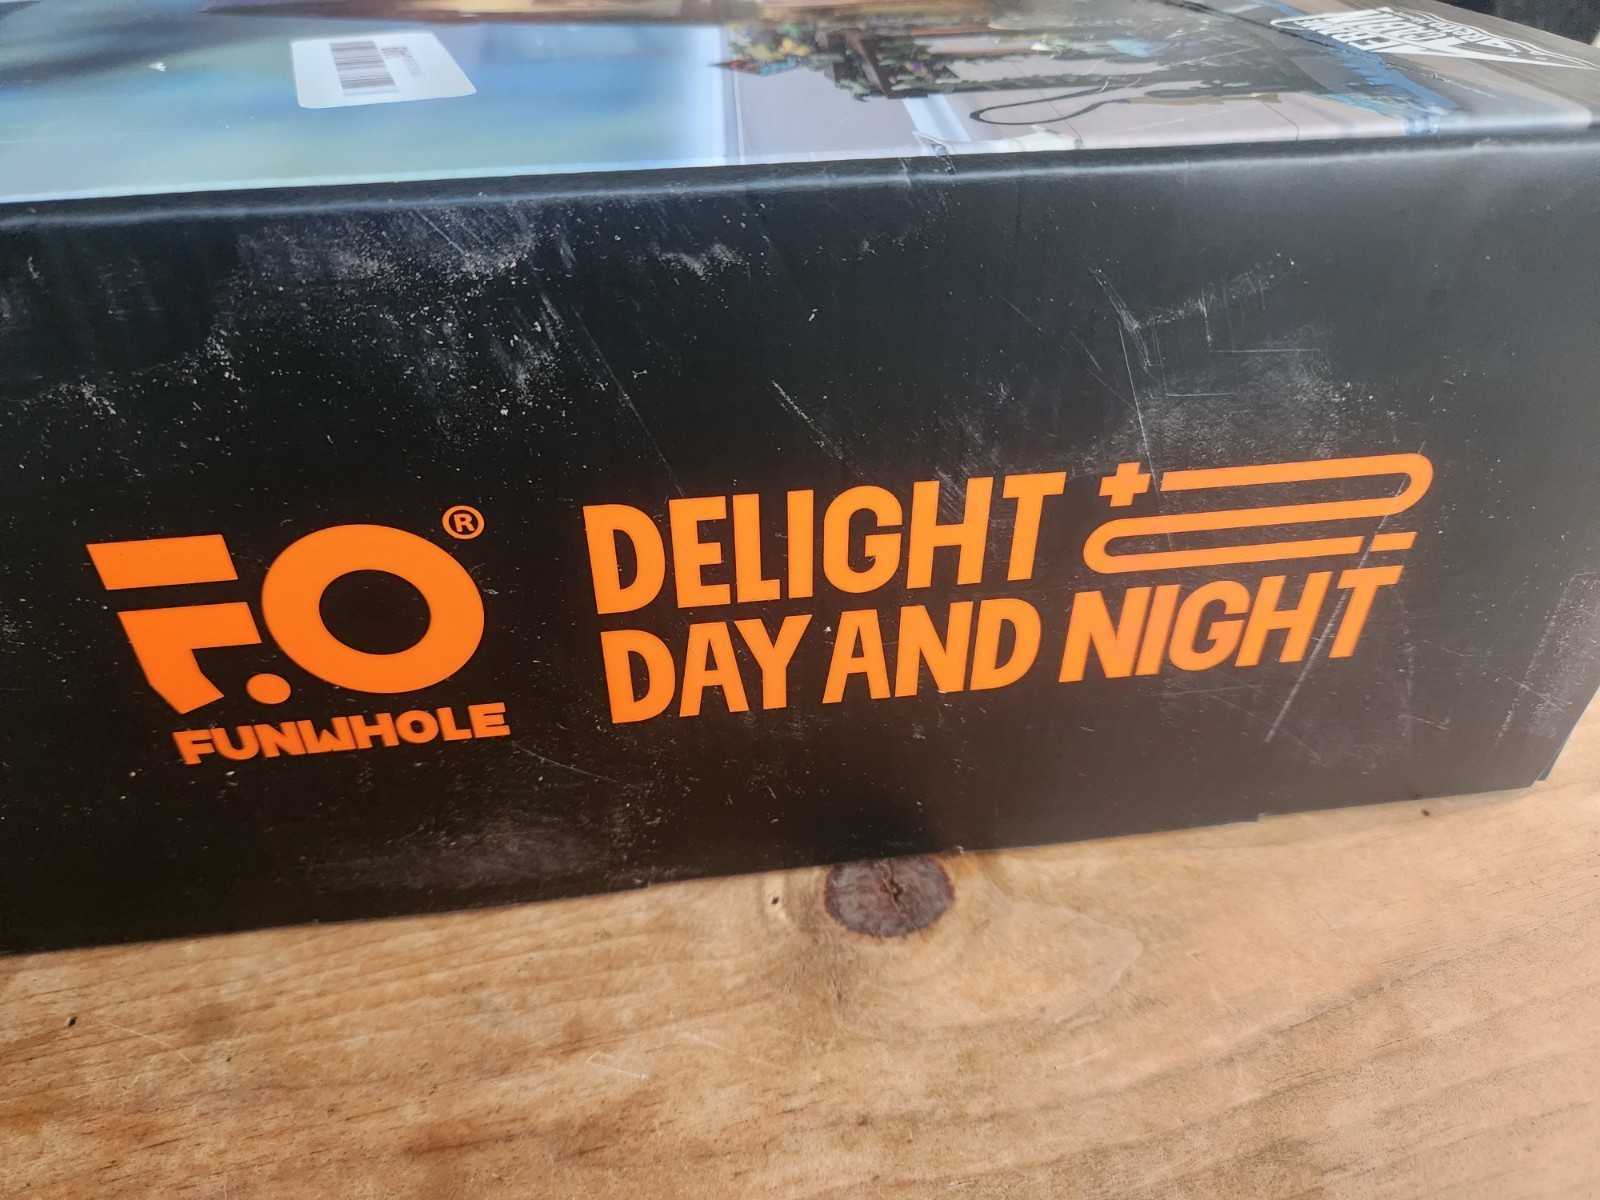 F.O®
FUNWHOLE
DELIGHT
DAY AND NIGHT